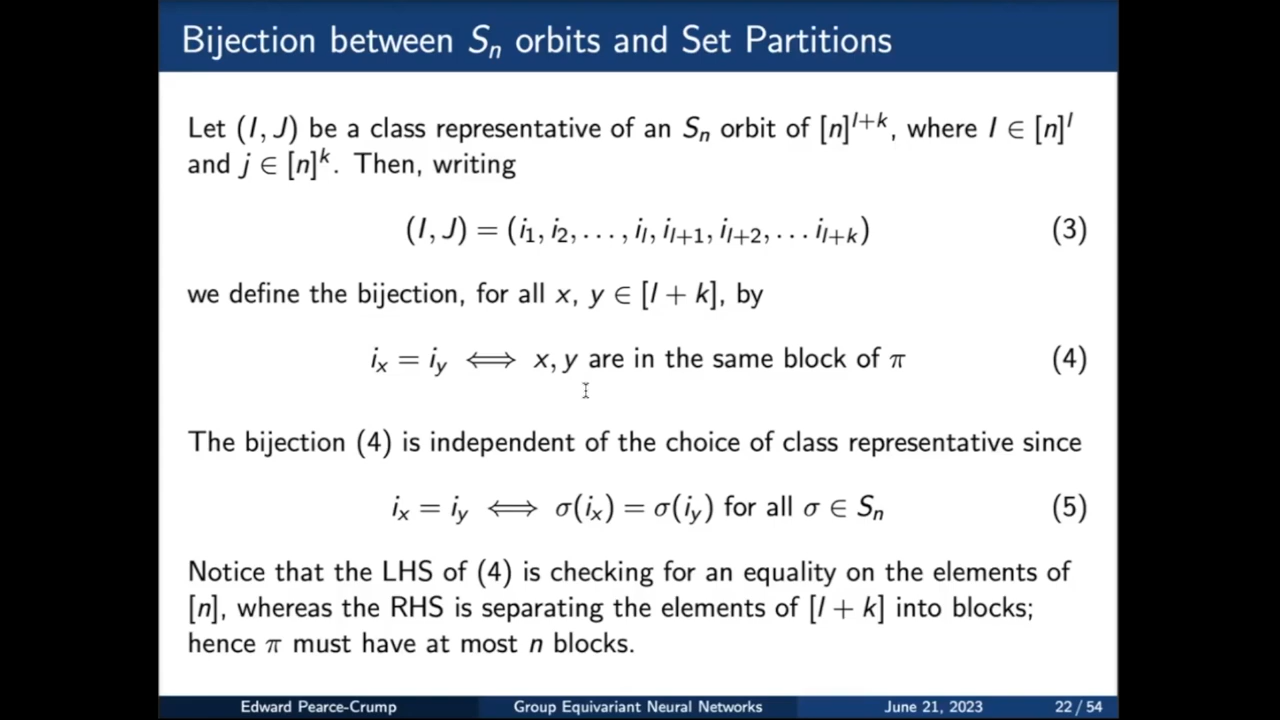 Bijection between Sₙ orbits and Set Partitions
Let (I, J) be a class representative of an Sₙ orbit of [n]ˡ⁺ᵏ, where I ∈ [n]ˡ
and j ∈ [n]ᵏ. Then, writing
(I, J) = (i₁, i₂, . . . , iₗ, iₗ₊₁, iₗ₊₂, . . . iₗ₊ₖ) (3)
we define the bijection, for all x, y ∈ [l + k], by
iₓ = i_y ⟺ x, y are in the same block of π (4)
The bijection (4) is independent of the choice of class representative since
iₓ = i_y ⟺ σ(iₓ) = σ(i_y) for all σ ∈ Sₙ (5)
Notice that the LHS of (4) is checking for an equality on the elements of
[n], whereas the RHS is separating the elements of [l + k] into blocks;
hence π must have at most n blocks.
Edward Pearce-Crump Group Equivariant Neural Networks June 21, 2023 22 / 54